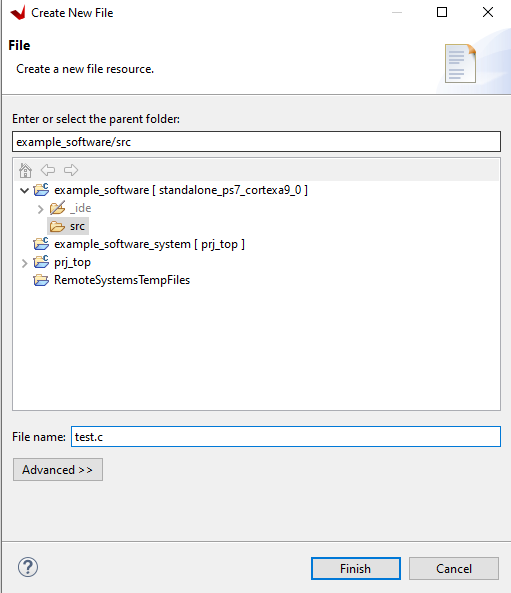 Create New File
File
Create a new file resource.
Enter or select the parent folder:
example_software/src
example_software [ standalone_ps7_cortexa9_0 ]
_ide
src
example_software_system [ prj_top ]
prj_top
RemoteSystemsTempFiles
File name: test.c
Advanced >>
? Finish Cancel